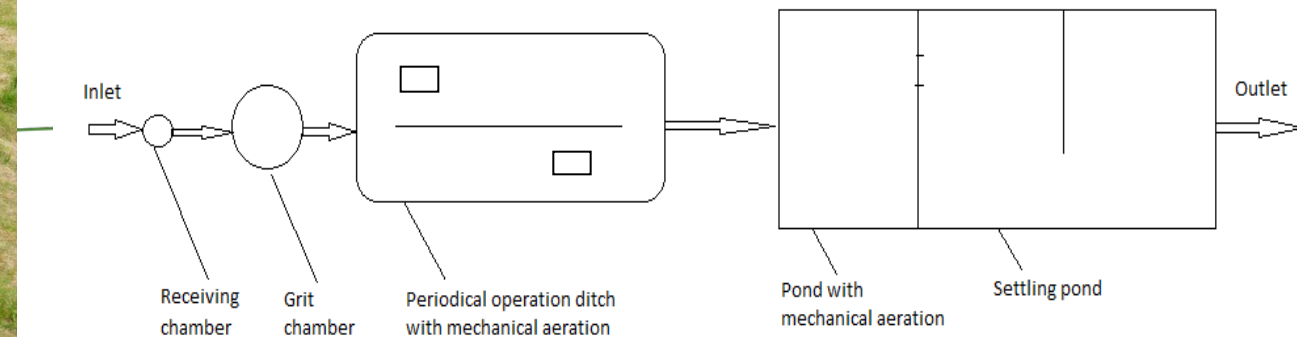 Inlet
Outlet
Receiving
chamber
Grit
chamber
Periodical operation ditch
with mechanical aeration
Pond with
mechanical aeration
Settling pond